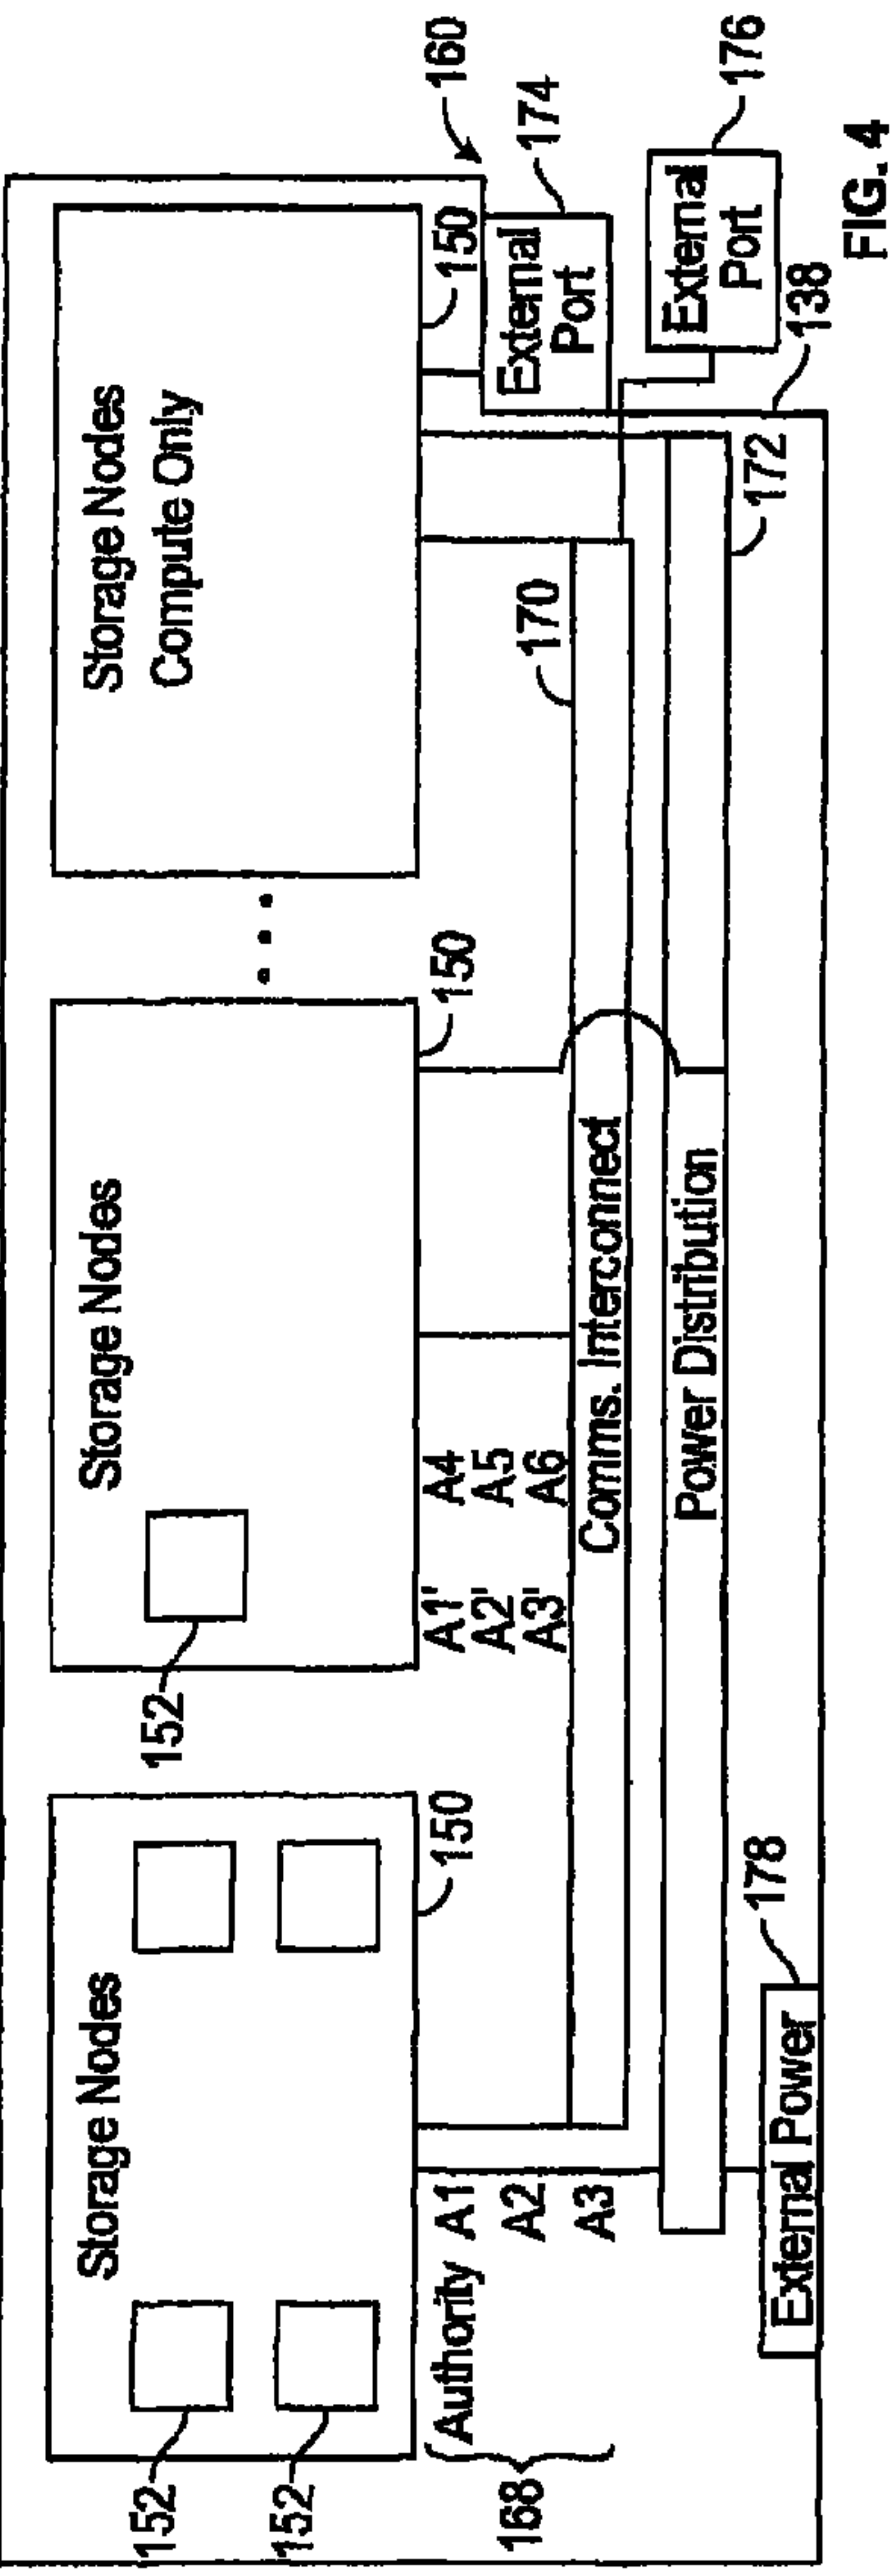 160
Storage Nodes
Storage Nodes
Storage Nodes
Compute Only
152
152
152
150
150
150
168
Authority A1
A2
A3
A1'
A2'
A3'
A4
A5
A6
170
External
Port
174
Comms. Interconnect
External
Port
176
Power Distribution
172
138
External Power
178
FIG. 4